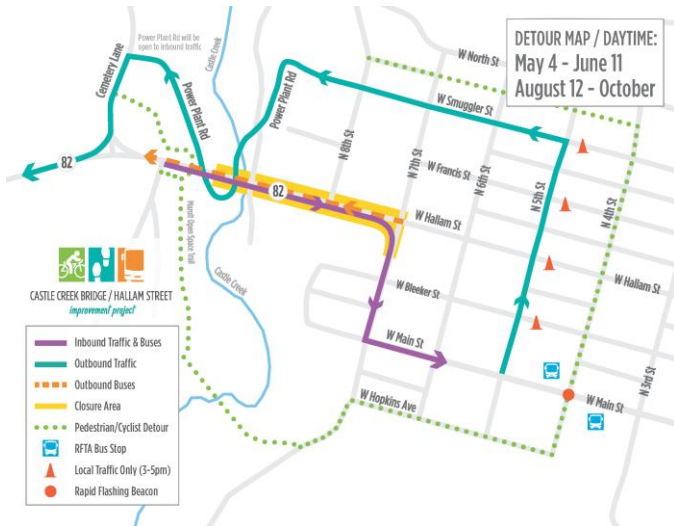 DETOUR MAP / DAYTIME:
May 4 - June 11
August 12 - October
Power Plant Rd will be
open to inbound traffic
Cemetery Lane
Power Plant Rd
Castle Creek
Power Plant Rd
W North St
W Smuggler St
N 8th St
N 7th St
W Francis St
N 6th St
N 5th St
N 4th St
82
82
W Hallam St
W Hallam St
Marolt Open Space Trail
Castle Creek
W Bleeker St
W Main St
W Main St
N 3rd St
W Hopkins Ave
CASTLE CREEK BRIDGE / HALLAM STREET
improvement project
Inbound Traffic & Buses
Outbound Traffic
Outbound Buses
Closure Area
Pedestrian/Cyclist Detour
RFTA Bus Stop
Local Traffic Only (3-5pm)
Rapid Flashing Beacon